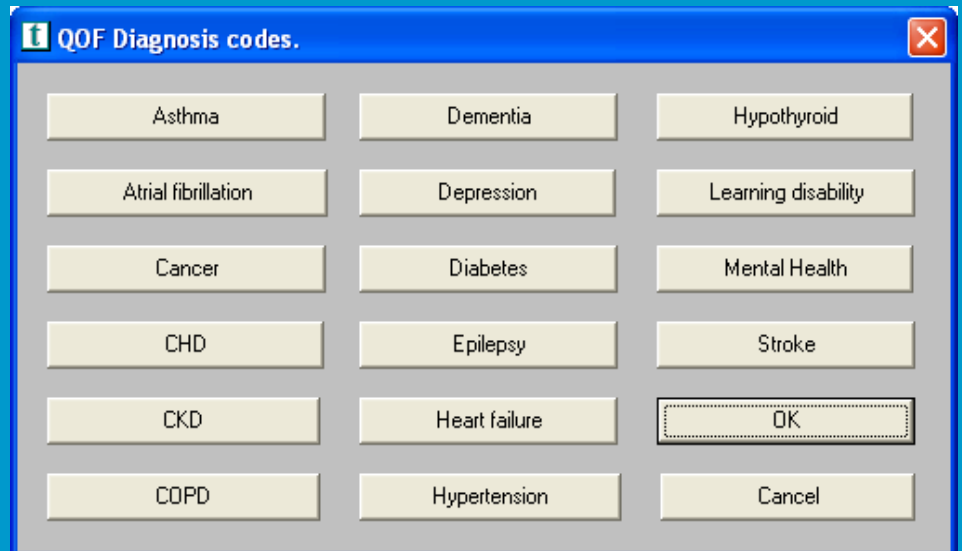 t QOF Diagnosis codes.
Asthma Dementia Hypothyroid
Atrial fibrillation Depression Learning disability
Cancer Diabetes Mental Health
CHD Epilepsy Stroke
CKD Heart failure OK
COPD Hypertension Cancel